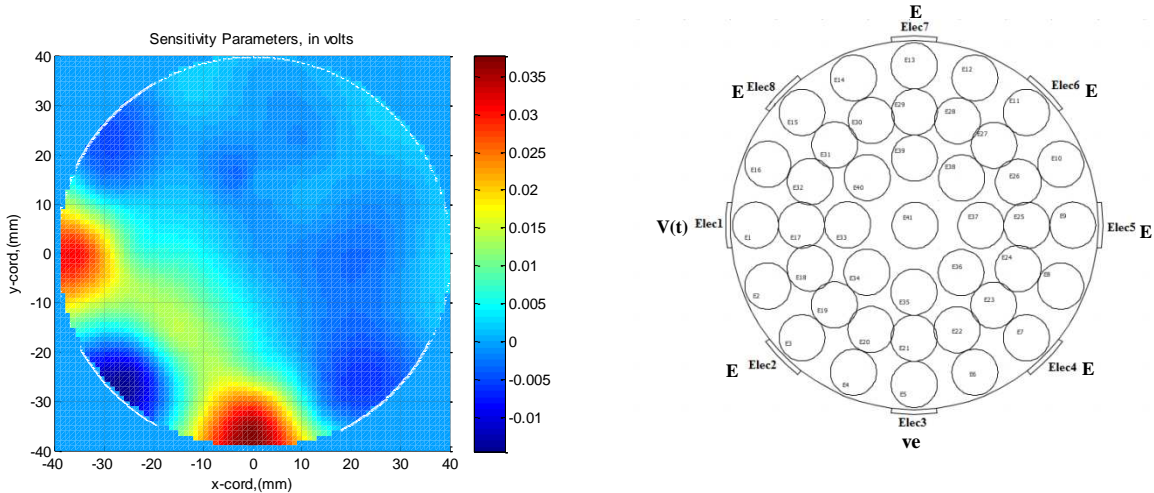 Sensitivity Parameters, in volts
40
30
20
10
0
-10
-20
-30
-40
y-cord,(mm)
-40
-30
-20
-10
0
10
20
30
40
x-cord,(mm)
0.035
0.03
0.025
0.02
0.015
0.01
0.005
0
-0.005
-0.01
E
Elec7
E Elec8
Elec6 E
V(t) Elec1
Elec5 E
E Elec2
Elec4 E
Elec3
ve
E13
E14
E12
E15
E30
E29
E28
E11
E27
E16
E31
E39
E38
E10
E32
E40
E26
E1
E17
E33
E41
E37
E25
E9
E2
E18
E34
E36
E24
E8
E35
E19
E23
E3
E20
E21
E22
E7
E4
E5
E6